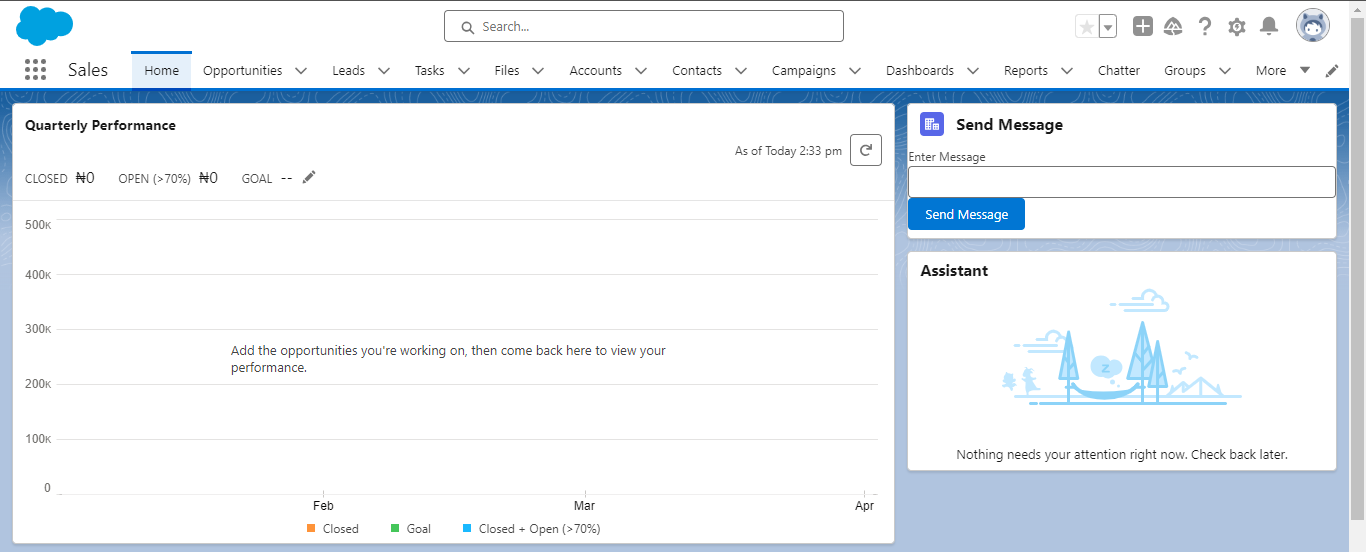 Search...
Sales
Home Opportunities Leads Tasks Files Accounts Contacts Campaigns Dashboards Reports Chatter Groups More
Quarterly Performance
As of Today 2:33 pm
CLOSED ₦0 OPEN (>70%) ₦0 GOAL --
500K
400K
300K
200K
100K
0
Add the opportunities you're working on, then come back here to view your
performance.
Feb Mar Apr
Closed Goal Closed + Open (>70%)
Send Message
Enter Message
Send Message
Assistant
z
Nothing needs your attention right now. Check back later.